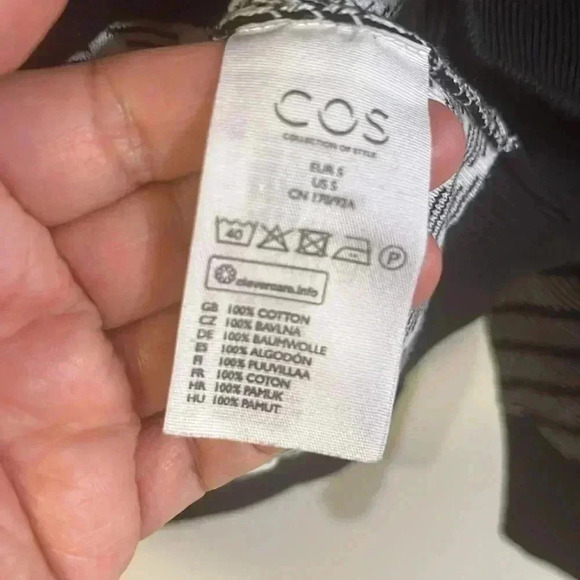 COS
COLLECTION OF STYLE
EUR S
US S
CN 170/92A
40 P
clevercare.info
GB 100% COTTON
CZ 100% BAVLNA
DE 100% BAUMWOLLE
ES 100% ALGODÓN
FI 100% PUUVILLAA
FR 100% COTON
HR 100% PAMUK
HU 100% PAMUT